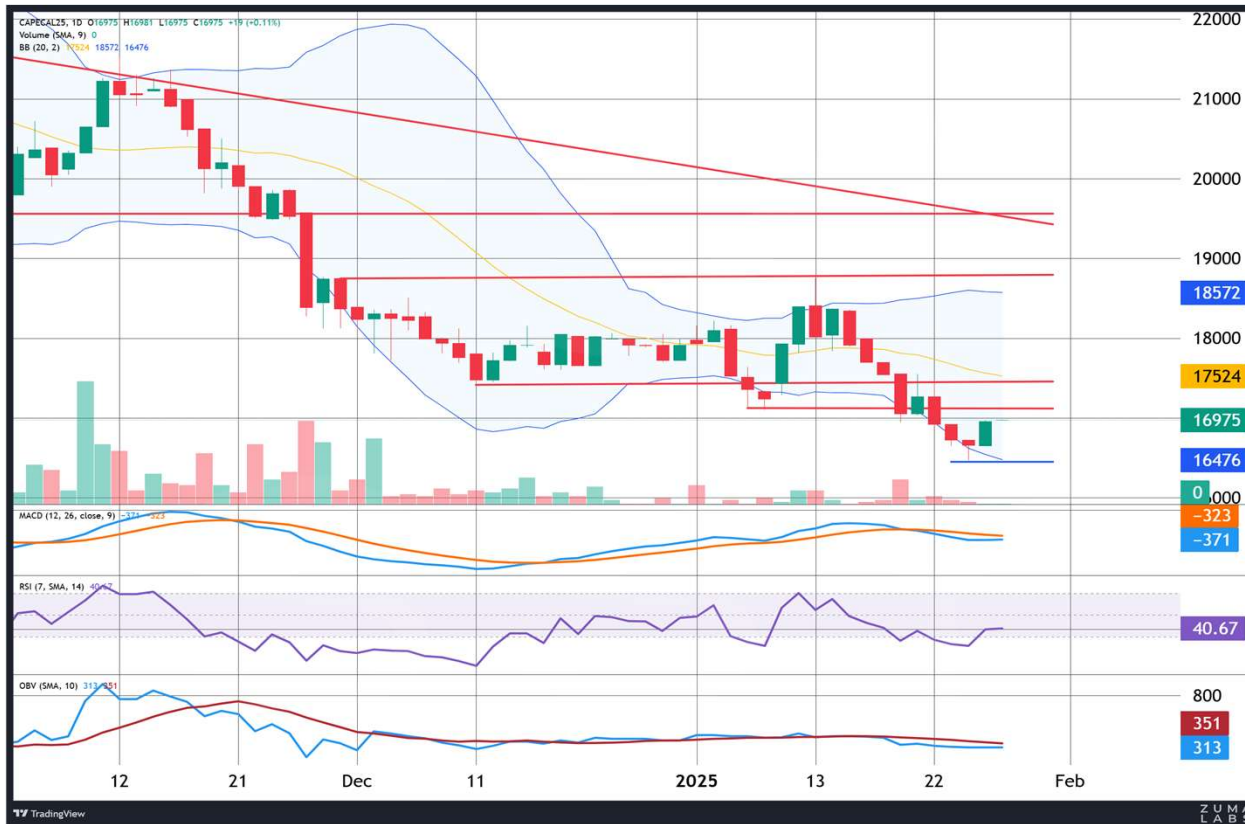 CAPECAL25, 1D O16975 H16981 L16975 C16975 +19 (+0.11%)
Volume (SMA, 9) 0
BB (20, 2) 17524 18572 16476
22000
21000
20000
19000
18572
18000
17524
16975
16476
0
MACD (12, 26, close, 9) −371 −323
−323
−371
RSI (7, SMA, 14) 40.67
40.67
OBV (SMA, 10) 313 351
800
351
313
12 21 Dec 11 2025 13 22 Feb
TradingView
ZUMA
LABS